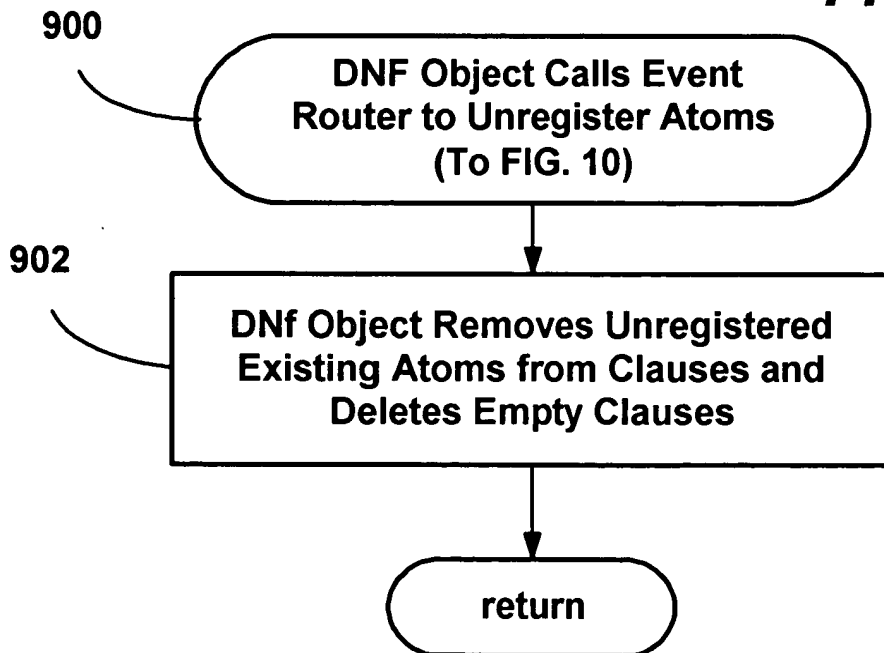 900
DNF Object Calls Event
Router to Unregister Atoms
(To FIG. 10)
902
DNf Object Removes Unregistered
Existing Atoms from Clauses and
Deletes Empty Clauses
return